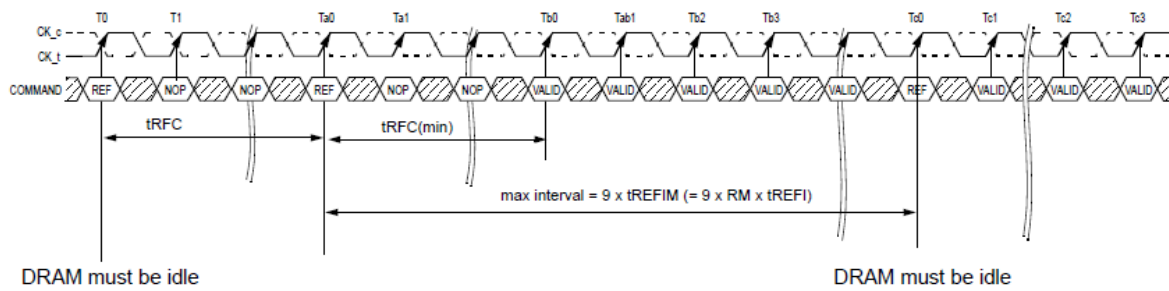 T0 T1 Ta0 Ta1 Tb0 Tab1 Tb2 Tb3 Tc0 Tc1 Tc2 Tc3
CK_c
CK_t
COMMAND REF NOP NOP REF NOP NOP VALID VALID VALID VALID VALID REF VALID VALID VALID
tRFC tRFC(min)
max interval = 9 x tREFIM (= 9 x RM x tREFI)
DRAM must be idle DRAM must be idle